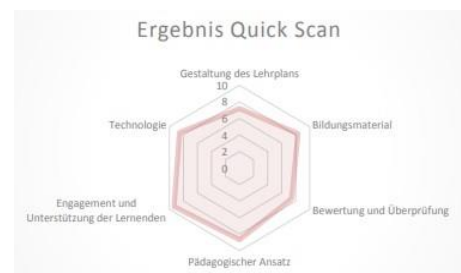 Ergebnis Quick Scan
Gestaltung des Lehrplans
10
8
6
4
2
0
Technologie
Bildungsmaterial
Engagement und
Unterstützung der Lernenden
Bewertung und Überprüfung
Pädagogischer Ansatz